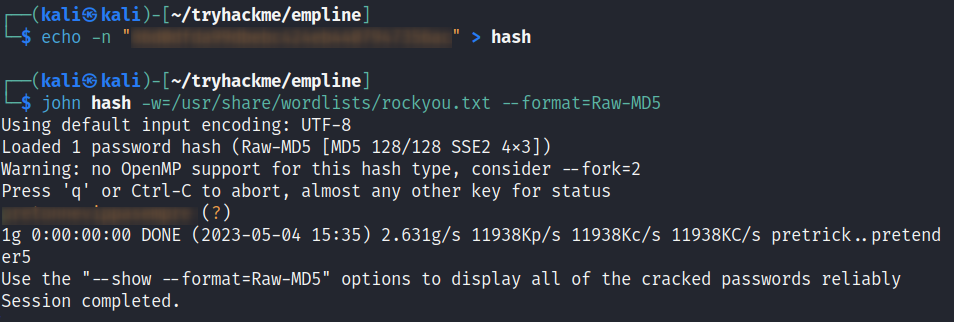 ┌──(kali㉿kali)-[~/tryhackme/empline]
└─$ echo -n "" > hash
┌──(kali㉿kali)-[~/tryhackme/empline]
└─$ john hash -w=/usr/share/wordlists/rockyou.txt --format=Raw-MD5
Using default input encoding: UTF-8
Loaded 1 password hash (Raw-MD5 [MD5 128/128 SSE2 4×3])
Warning: no OpenMP support for this hash type, consider --fork=2
Press 'q' or Ctrl-C to abort, almost any other key for status
(?)
1g 0:00:00:00 DONE (2023-05-04 15:35) 2.631g/s 11938Kp/s 11938Kc/s 11938KC/s pretrick..pretend
er5
Use the "--show --format=Raw-MD5" options to display all of the cracked passwords reliably
Session completed.